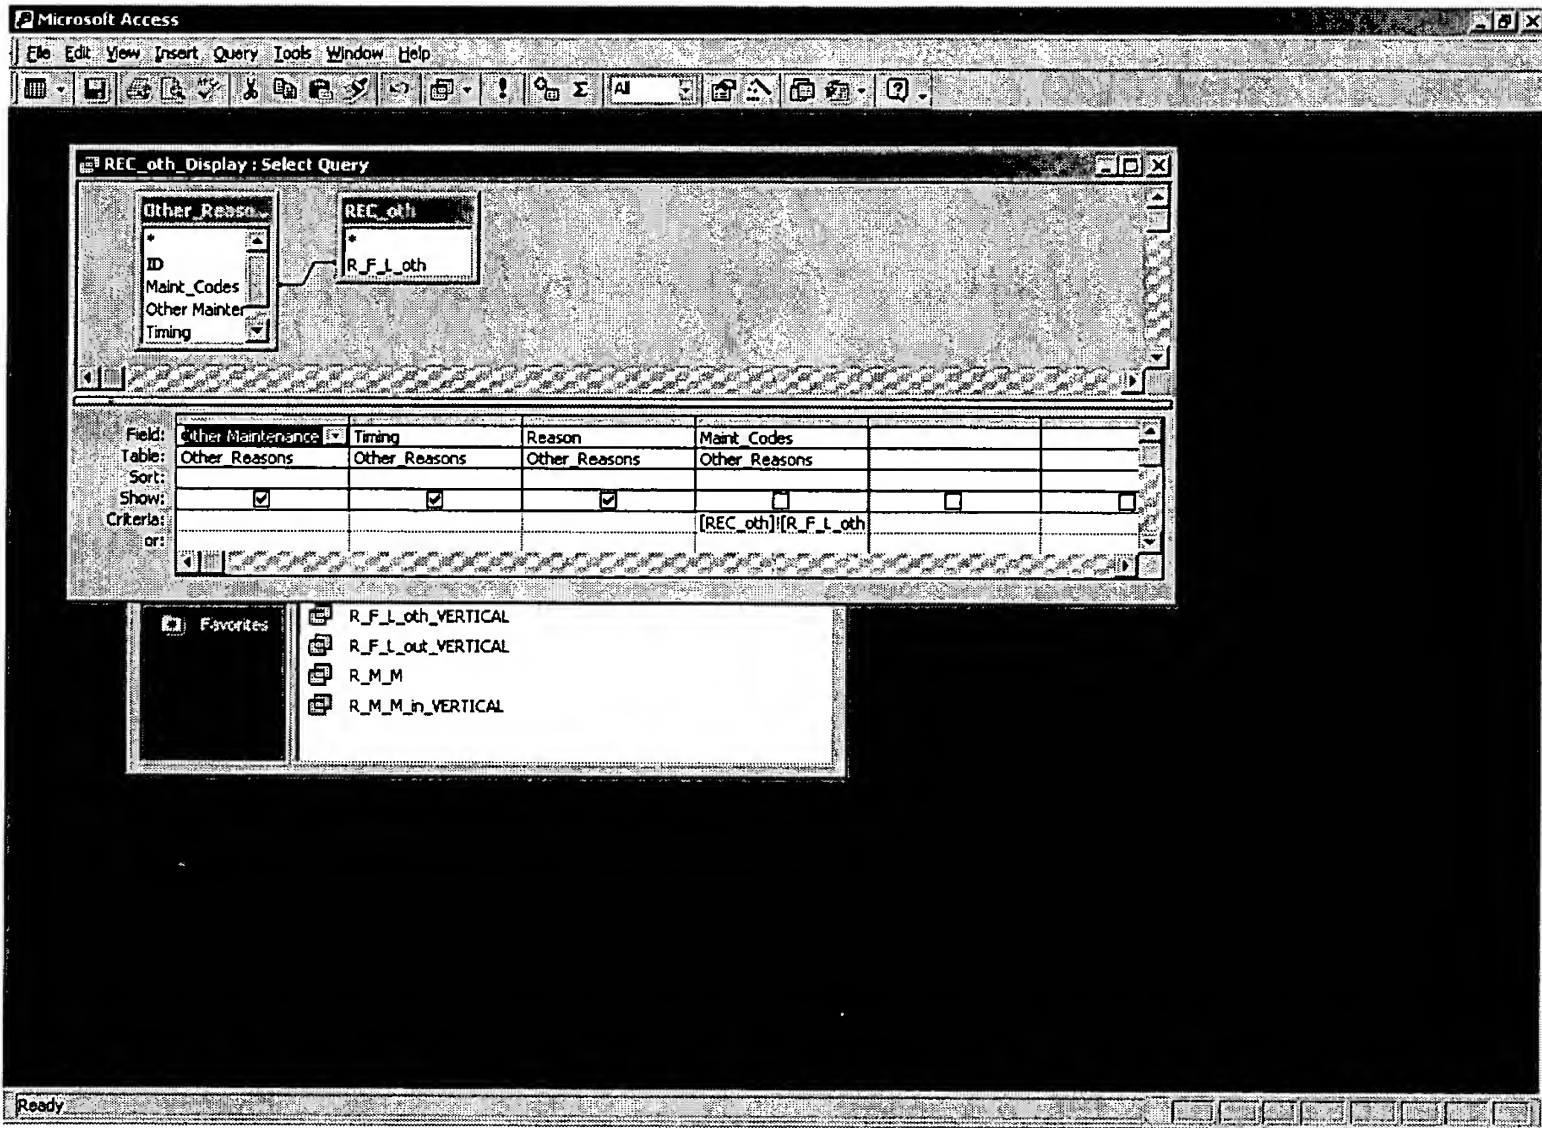 Microsoft Access
File Edit View Insert Query Tools Window Help
All
REC_oth_Display : Select Query
Other_Reaso... REC_oth
* *
ID R_F_L_oth
Maint_Codes
Other Mainter
Timing
Field: Other Maintenance Timing Reason Maint_Codes
Table: Other_Reasons Other_Reasons Other_Reasons Other_Reasons
Sort:
Show:
Criteria: [REC_oth]![R_F_L_oth
or:
Favorites R_F_L_oth_VERTICAL
R_F_L_out_VERTICAL
R_M_M
R_M_M_in_VERTICAL
Ready